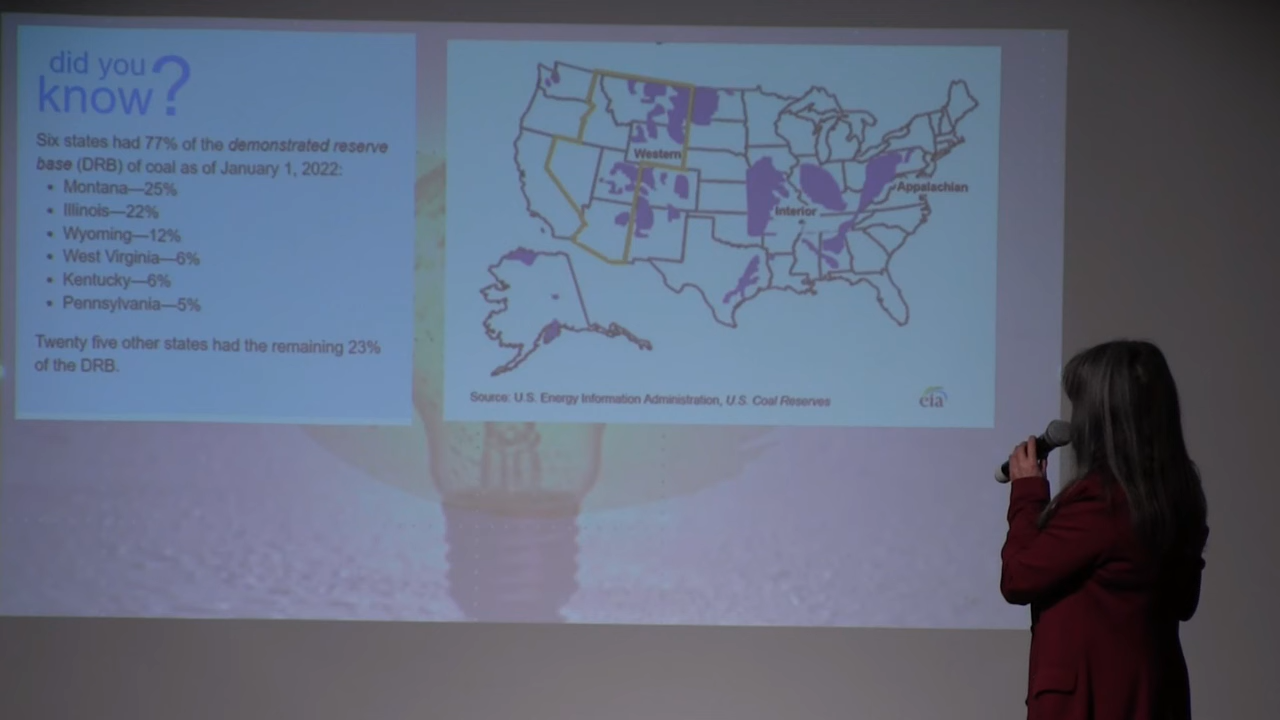 did you
know?
Six states had 77% of the demonstrated reserve
base (DRB) of coal as of January 1, 2022:
• Montana—25%
• Illinois—22%
• Wyoming—12%
• West Virginia—6%
• Kentucky—6%
• Pennsylvania—5%
Twenty five other states had the remaining 23%
of the DRB.
Western
Appalachian
Interior
Source: U.S. Energy Information Administration, U.S. Coal Reserves
eia